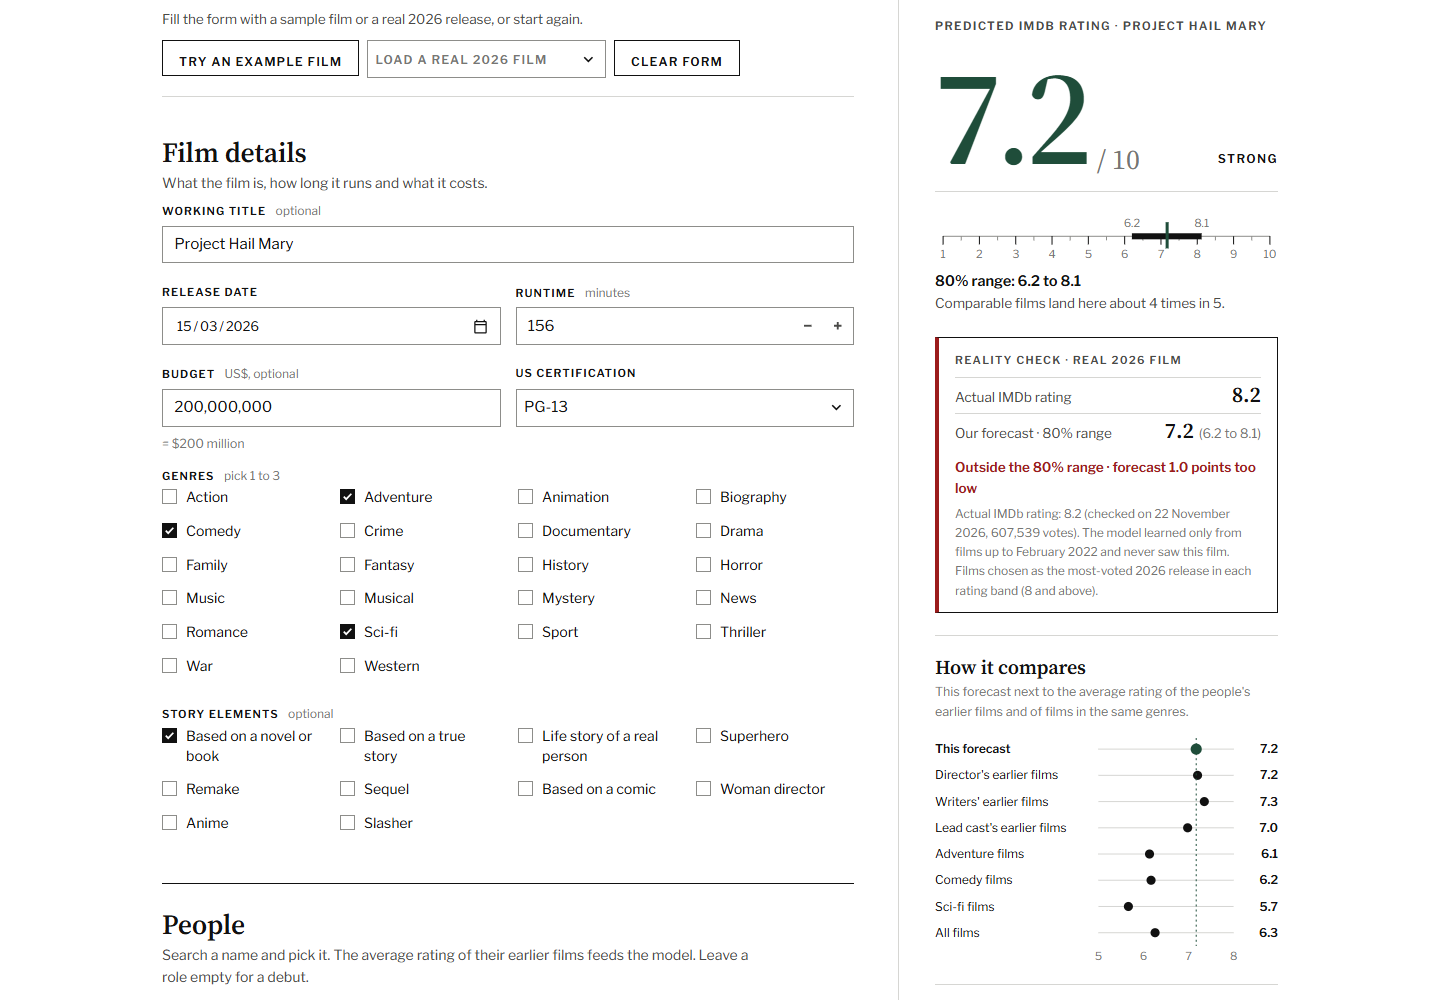 Fill the form with a sample film or a real 2026 release, or start again.
TRY AN EXAMPLE FILM
LOAD A REAL 2026 FILM
CLEAR FORM
Film details
What the film is, how long it runs and what it costs.
WORKING TITLE optional
Project Hail Mary
RELEASE DATE
15/03/2026
RUNTIME minutes
156
BUDGET US$, optional
200,000,000
= $200 million
US CERTIFICATION
PG-13
GENRES pick 1 to 3
Action Adventure Animation Biography
Comedy Crime Documentary Drama
Family Fantasy History Horror
Music Musical Mystery News
Romance Sci-fi Sport Thriller
War Western
STORY ELEMENTS optional
Based on a novel or book
Based on a true story
Life story of a real person
Superhero
Remake Sequel Based on a comic Woman director
Anime Slasher
People
Search a name and pick it. The average rating of their earlier films feeds the model. Leave a
role empty for a debut.
PREDICTED IMDB RATING · PROJECT HAIL MARY
7.2 / 10
STRONG
6.2 8.1
1 2 3 4 5 6 7 8 9 10
80% range: 6.2 to 8.1
Comparable films land here about 4 times in 5.
REALITY CHECK · REAL 2026 FILM
Actual IMDb rating 8.2
Our forecast · 80% range 7.2 (6.2 to 8.1)
Outside the 80% range · forecast 1.0 points too
low
Actual IMDb rating: 8.2 (checked on 22 November
2026, 607,539 votes). The model learned only from
films up to February 2022 and never saw this film.
Films chosen as the most-voted 2026 release in each
rating band (8 and above).
How it compares
This forecast next to the average rating of the people's
earlier films and of films in the same genres.
This forecast 7.2
Director's earlier films 7.2
Writers' earlier films 7.3
Lead cast's earlier films 7.0
Adventure films 6.1
Comedy films 6.2
Sci-fi films 5.7
All films 6.3
5 6 7 8